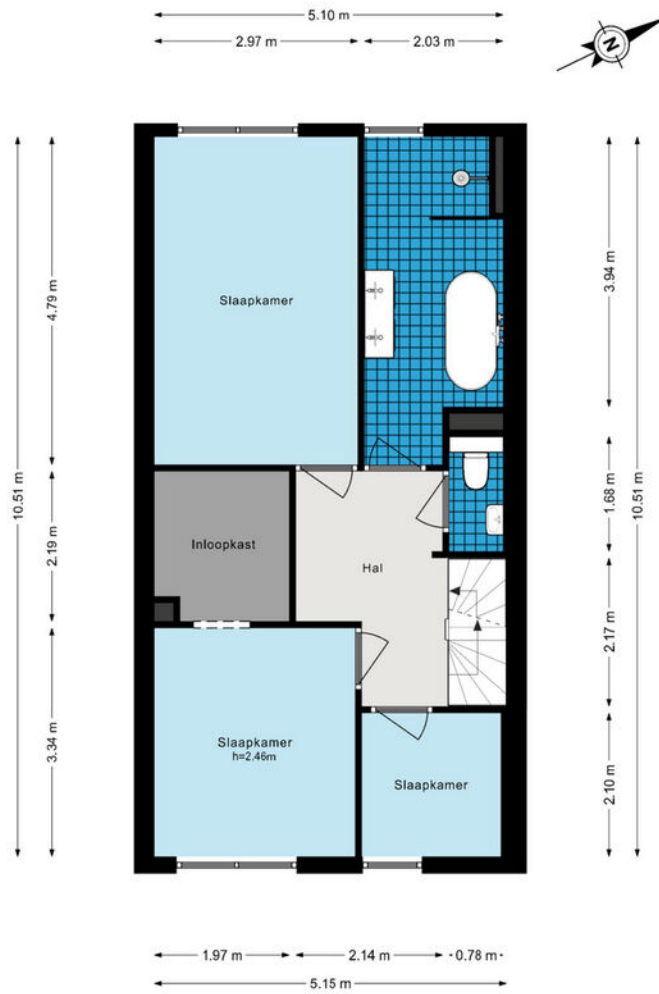 5.10 m
2.97 m
2.03 m
N
4.79 m
3.94 m
Slaapkamer
10.51 m
1.68 m
10.51 m
2.19 m
Inloopkast
Hal
2.17 m
3.34 m
Slaapkamer
h=2.46m
Slaapkamer
2.10 m
1.97 m
2.14 m
0.78 m
5.15 m